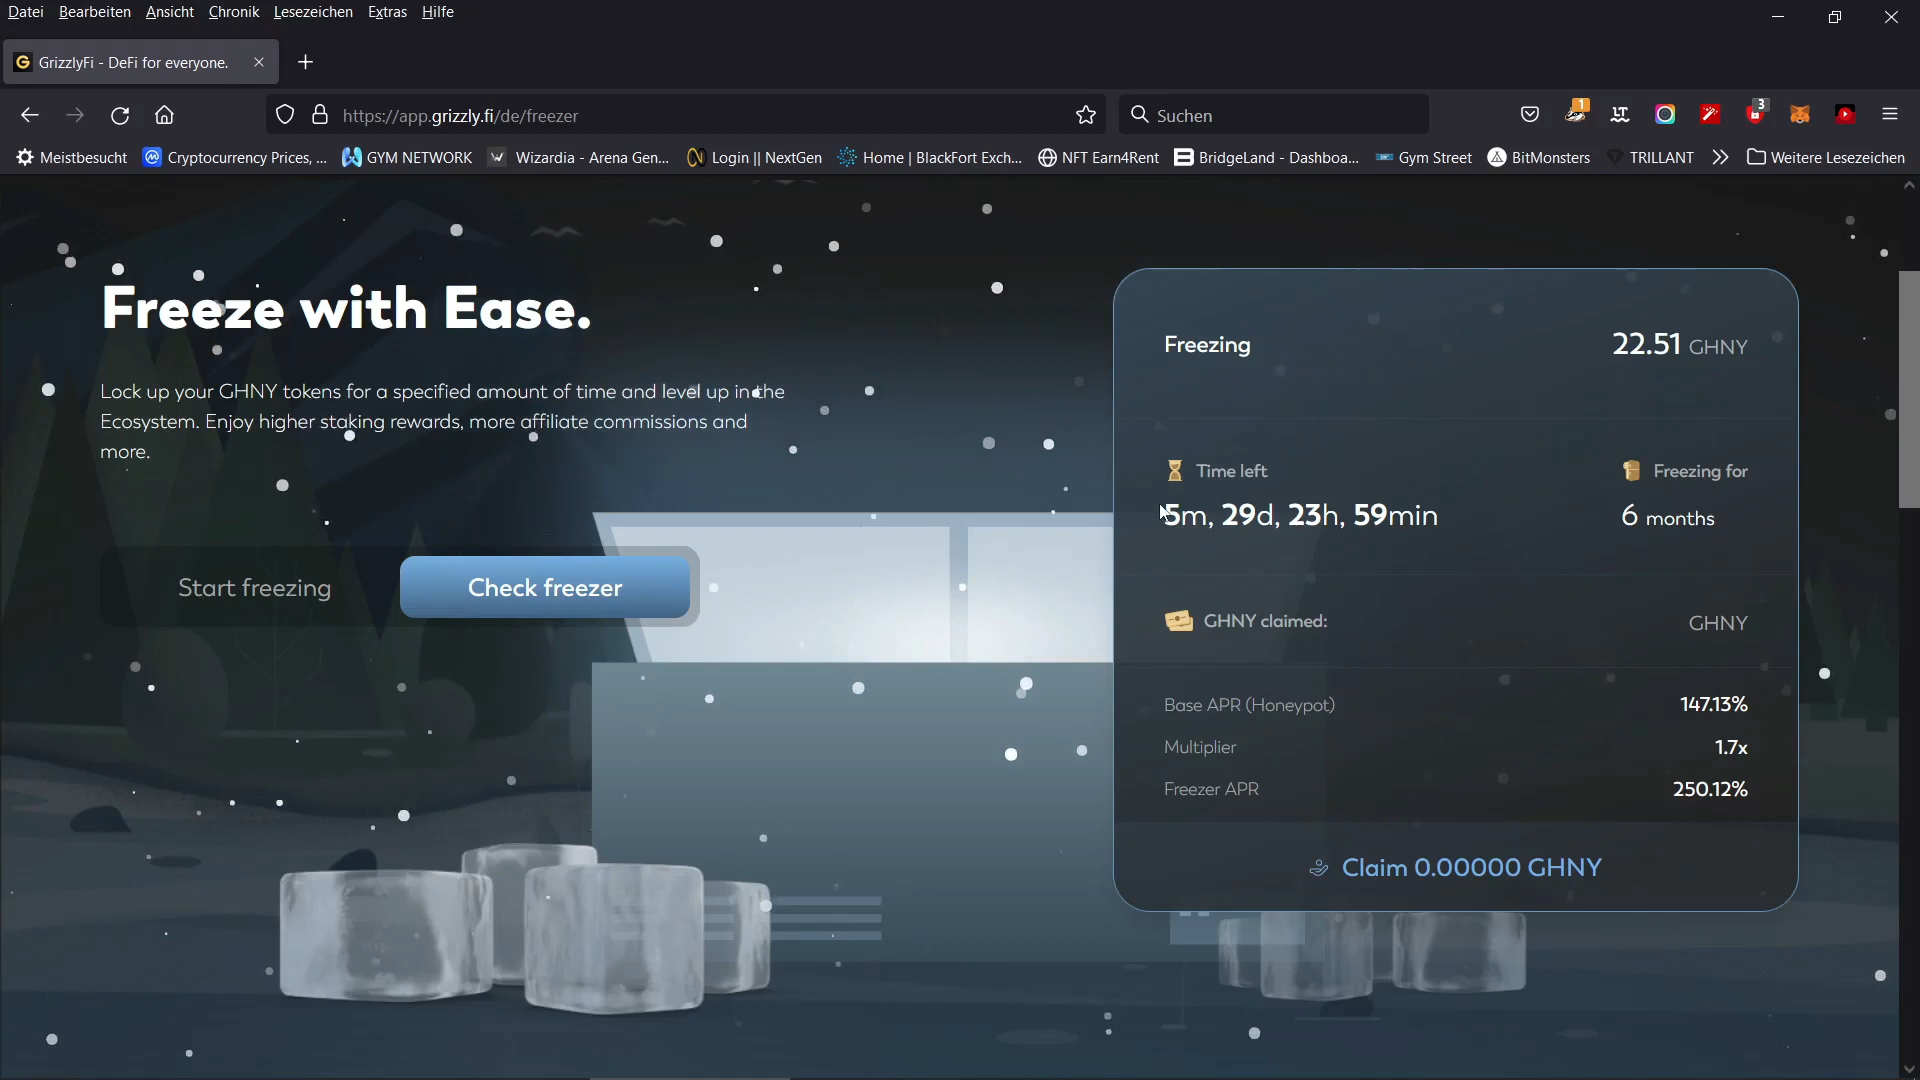 Datei Bearbeiten Ansicht Chronik Lesezeichen Extras Hilfe
GrizzlyFi - DeFi for everyone.
https://app.grizzly.fi/de/freezer
Suchen
1
3
Meistbesucht Cryptocurrency Prices, ... GYM NETWORK Wizardia - Arena Gen... Login || NextGen Home | BlackFort Exch... NFT Earn4Rent BridgeLand - Dashboa... Gym Street BitMonsters TRILLANT Weitere Lesezeichen
Freeze with Ease.
Lock up your GHNY tokens for a specified amount of time and level up in the
Ecosystem. Enjoy higher staking rewards, more affiliate commissions and
more.
Start freezing Check freezer
Freezing 22.51 GHNY
Time left Freezing for
5m, 29d, 23h, 59min 6 months
GHNY claimed: GHNY
Base APR (Honeypot) 147.13%
Multiplier 1.7x
Freezer APR 250.12%
Claim 0.00000 GHNY